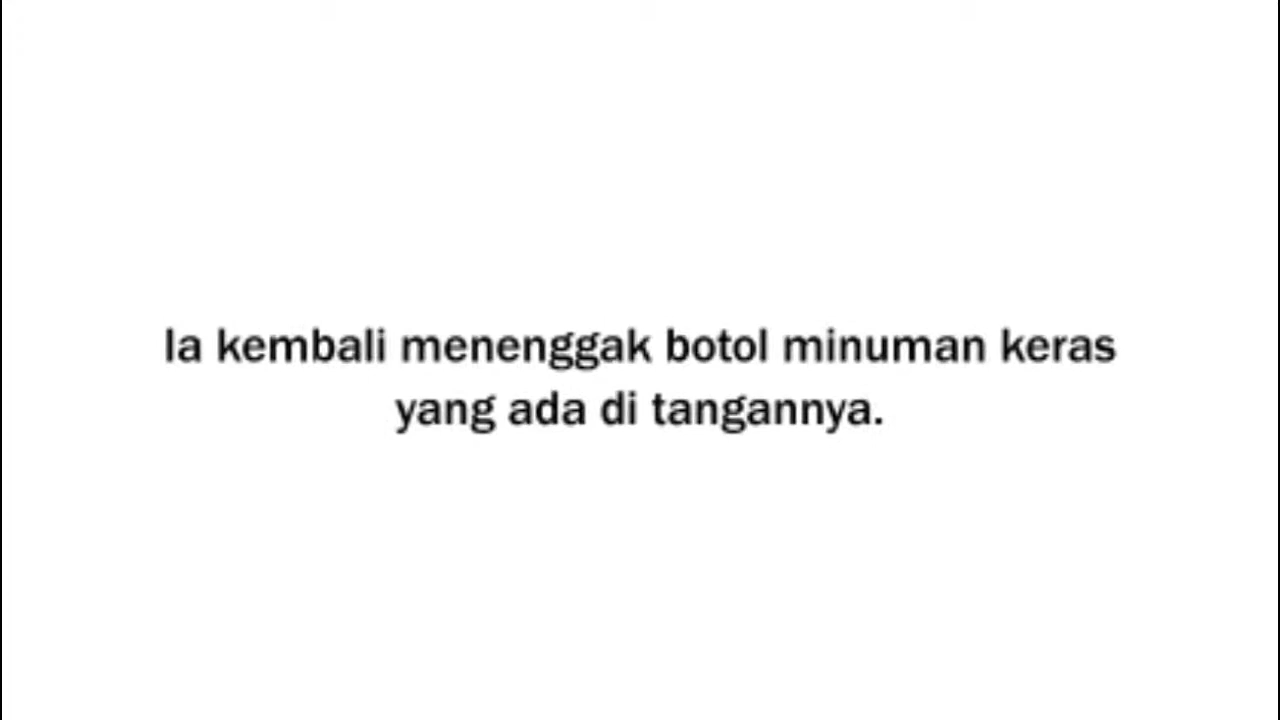 Ia kembali menenggak botol minuman keras
yang ada di tangannya.